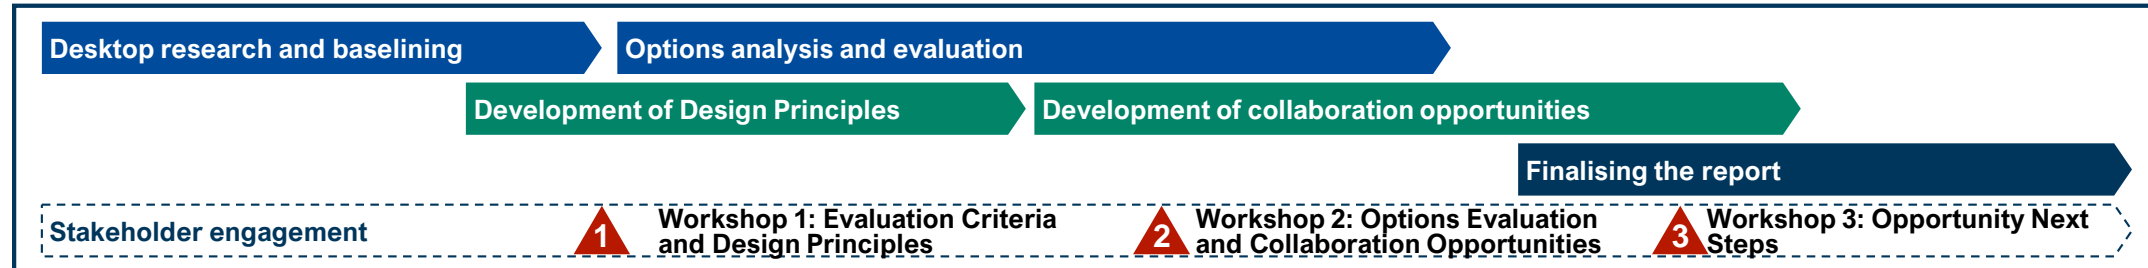 Desktop research and baselining
Options analysis and evaluation
Development of Design Principles
Development of collaboration opportunities
Finalising the report
Stakeholder engagement
1
Workshop 1: Evaluation Criteria
and Design Principles
2
Workshop 2: Options Evaluation
and Collaboration Opportunities
3
Workshop 3: Opportunity Next
Steps